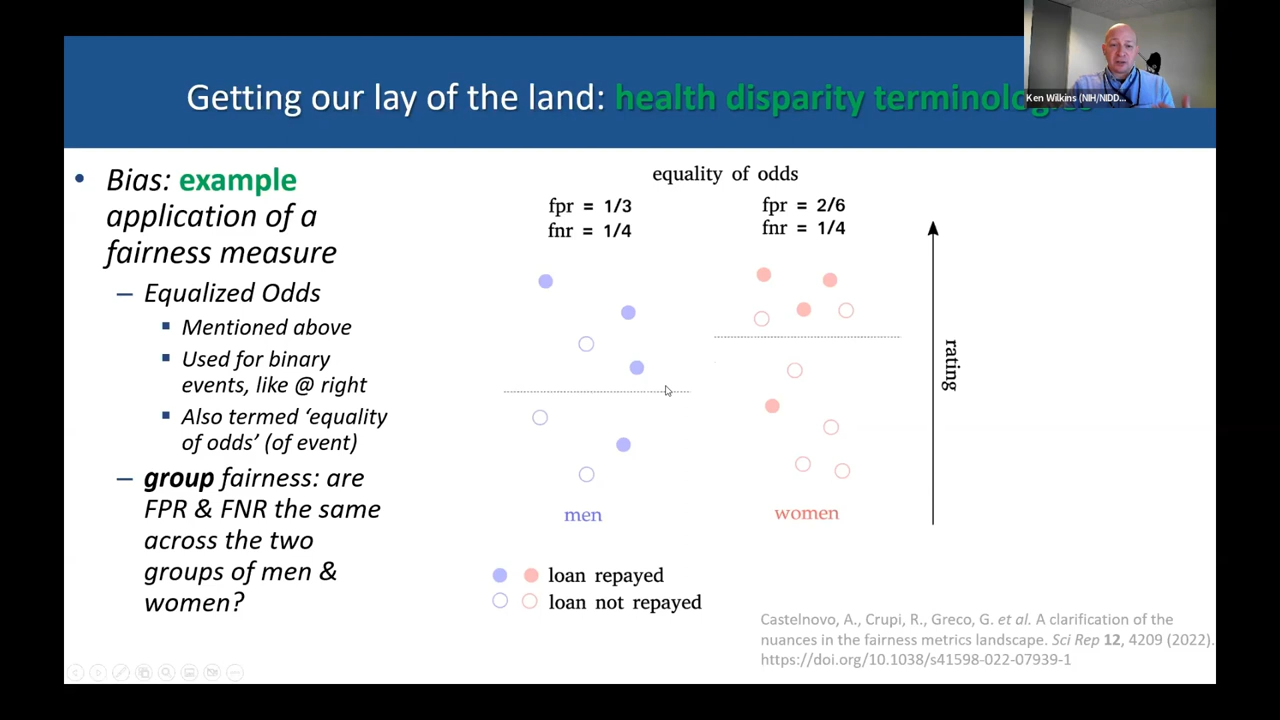 Getting our lay of the land: health disparity
Ken Wilkins (NIH/NIDD...
• Bias: example
application of a
fairness measure
– Equalized Odds
▪ Mentioned above
▪ Used for binary
events, like @ right
▪ Also termed ‘equality
of odds’ (of event)
– group fairness: are
FPR & FNR the same
across the two
groups of men &
women?
equality of odds
fpr = 1/3
fnr = 1/4
fpr = 2/6
fnr = 1/4
rating
men
women
loan repayed
loan not repayed
Castelnovo, A., Crupi, R., Greco, G. et al. A clarification of the
nuances in the fairness metrics landscape. Sci Rep 12, 4209 (2022).
https://doi.org/10.1038/s41598-022-07939-1